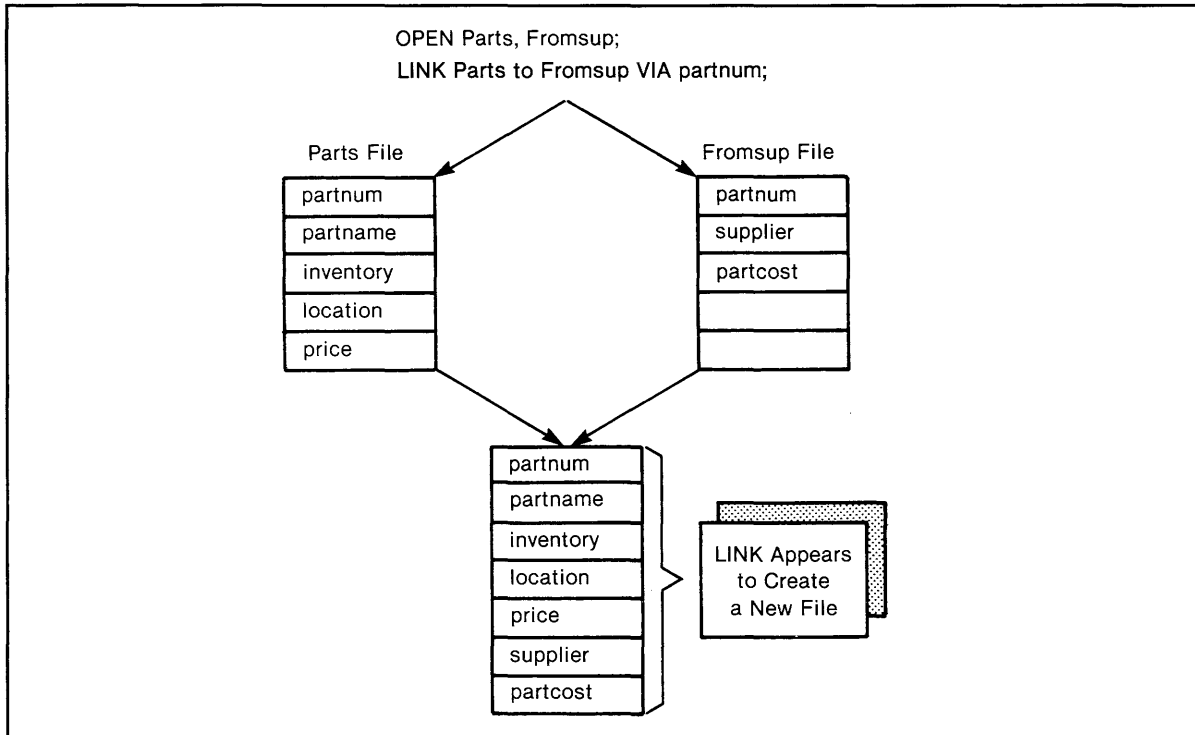 OPEN Parts, Fromsup;
LINK Parts to Fromsup VIA partnum;
Parts File
partnum
partname
inventory
location
price
Fromsup File
partnum
supplier
partcost
partnum
partname
inventory
location
price
supplier
partcost
LINK Appears
to Create
a New File